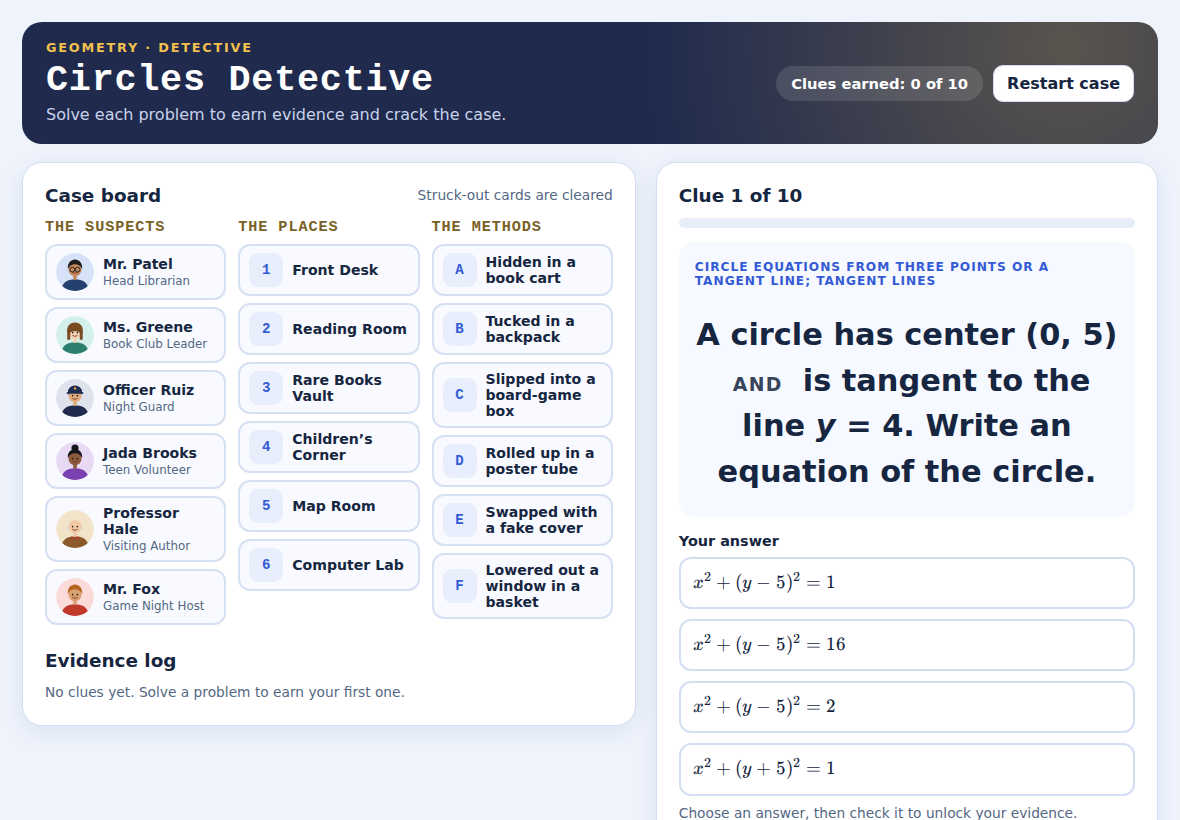 GEOMETRY · DETECTIVE
Circles Detective
Solve each problem to earn evidence and crack the case.
Clues earned: 0 of 10
Restart case
Case board
Struck-out cards are cleared
THE SUSPECTS
Mr. Patel
Head Librarian
Ms. Greene
Book Club Leader
Officer Ruiz
Night Guard
Jada Brooks
Teen Volunteer
Professor
Hale
Visiting Author
Mr. Fox
Game Night Host
THE PLACES
1 Front Desk
2 Reading Room
3 Rare Books
Vault
4 Children’s
Corner
5 Map Room
6 Computer Lab
THE METHODS
A Hidden in a
book cart
B Tucked in a
backpack
C Slipped into a
board-game
box
D Rolled up in a
poster tube
E Swapped with
a fake cover
F Lowered out a
window in a
basket
Evidence log
No clues yet. Solve a problem to earn your first one.
Clue 1 of 10
CIRCLE EQUATIONS FROM THREE POINTS OR A
TANGENT LINE; TANGENT LINES
A circle has center (0, 5)
AND is tangent to the
line y = 4. Write an
equation of the circle.
Your answer
x² + (y − 5)² = 1
x² + (y − 5)² = 16
x² + (y − 5)² = 2
x² + (y + 5)² = 1
Choose an answer, then check it to unlock your evidence.